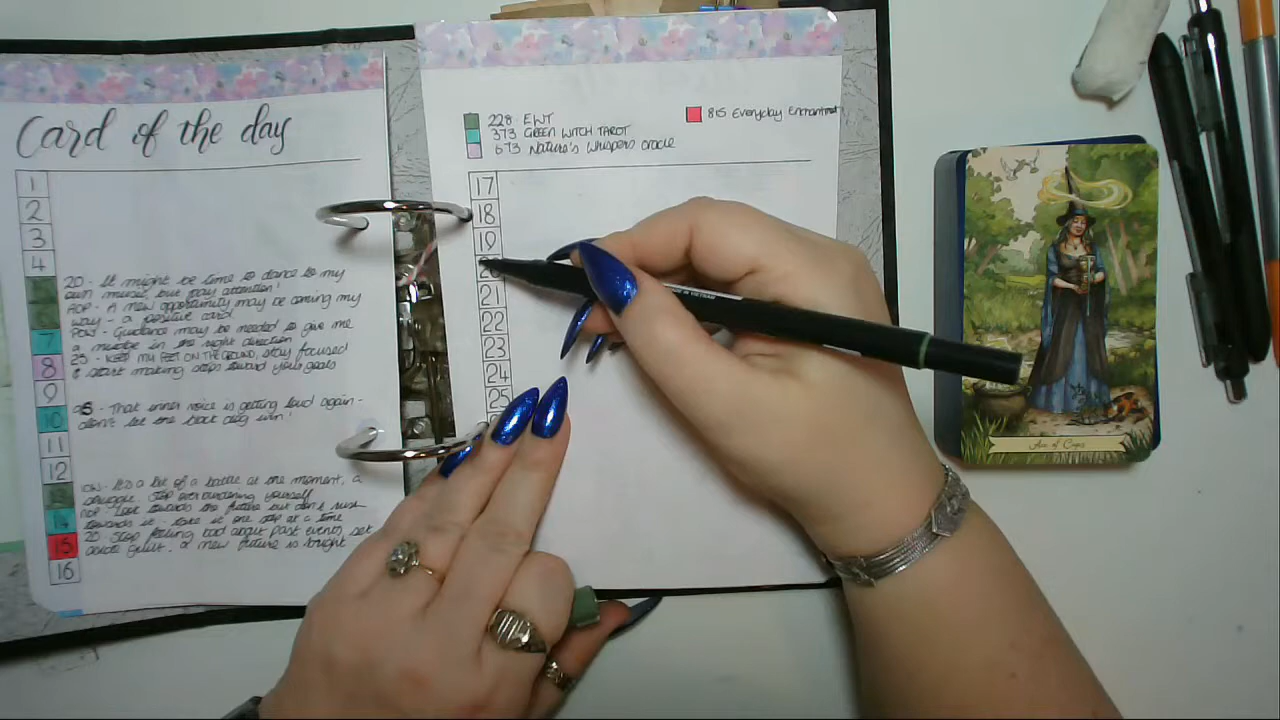 Card of the day
1
2
3
4
7
8
9
10
11
12
14
15
16
20 - It might be time to dance to my
own music, but pay attention!
AOP - A new opportunity may be coming my
way - a positive card
POW - Guidance may be needed to give me
a nudge in the right direction
25 - KEEP MY FEET ON THE GROUND, stay focused
& start making steps toward your goals
- That inner voice is getting loud again -
don't let the black dog win!
10W - It's a bit of a battle at the moment, a
struggle. Stop over burdening yourself
- Look towards the future but don't rush
towards it - take it one step at a time
20 - Stop feeling bad about past events, set
aside guilt. A new future is bright
228 EWT
373 GREEN WITCH TAROT
673 Nature's Whispers Oracle
815 Everyday Enchantment
17
18
19
21
22
23
24
25
Ace of Cups